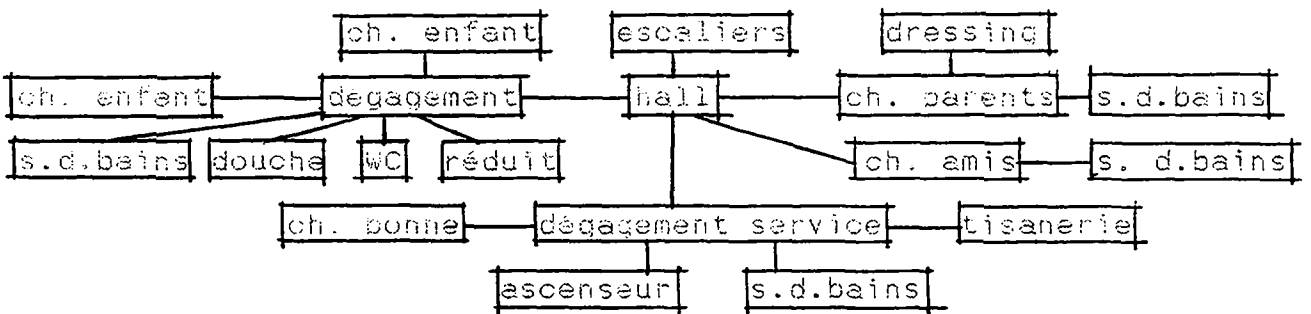 ch. enfant escaliers dressing
ch. enfant dégagement hall ch. parents s.d.bains
s.d.bains douche WC réduit ch. amis s. d.bains
ch. bonne dégagement service tisanerie
ascenseur s.d.bains